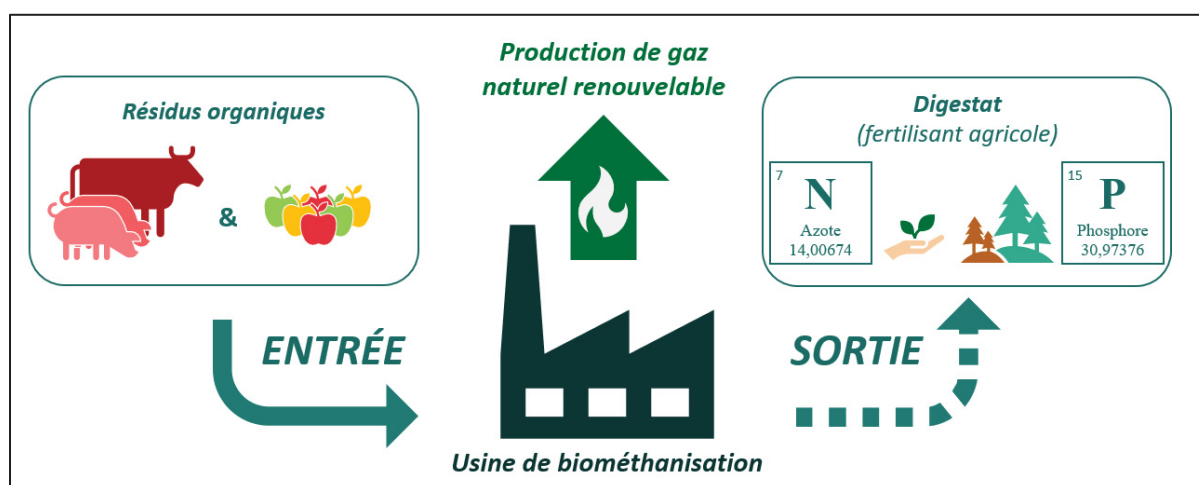 Résidus organiques
&
ENTRÉE
Production de gaz
naturel renouvelable
Usine de biométhanisation
SORTIE
Digestat
(fertilisant agricole)
7
N
Azote
14,00674
15
P
Phosphore
30,97376